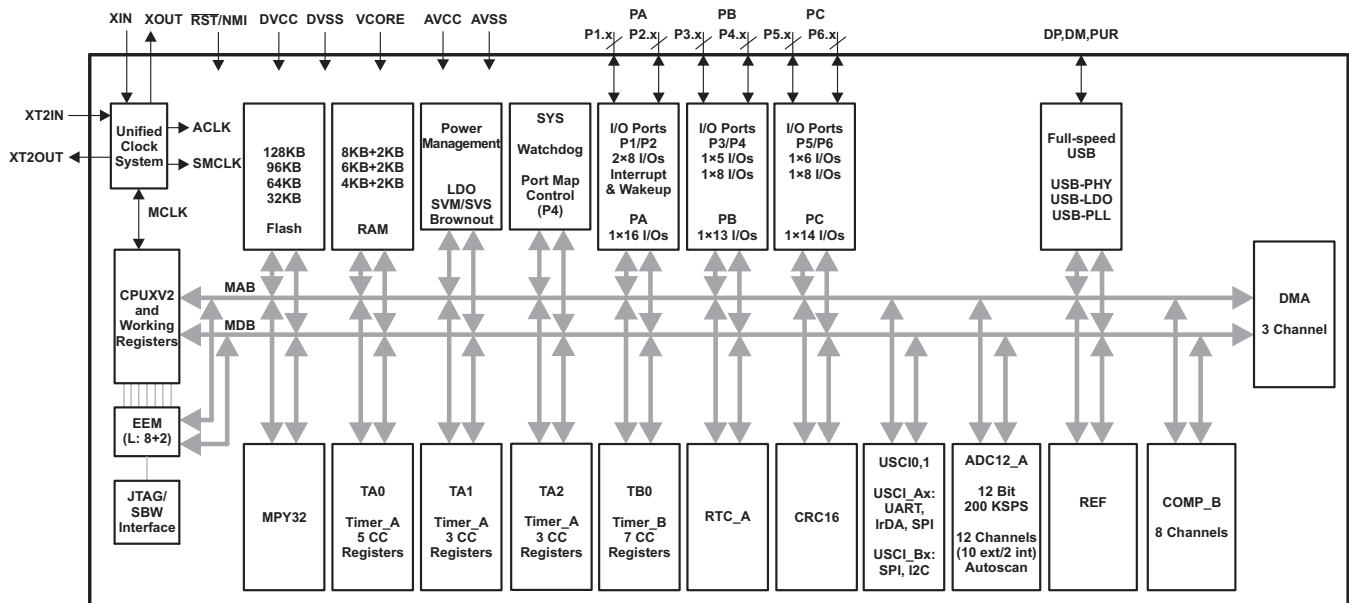 XIN XOUT RST/NMI DVCC DVSS VCORE AVCC AVSS PA PB PC
P1.x P2.x P3.x P4.x P5.x P6.x DP,DM,PUR
XT2IN
XT2OUT
Unified
Clock
System
ACLK
SMCLK
MCLK
128KB
96KB
64KB
32KB
Flash
8KB+2KB
6KB+2KB
4KB+2KB
RAM
Power
Management
LDO
SVM/SVS
Brownout
SYS
Watchdog
Port Map
Control
(P4)
I/O Ports
P1/P2
2×8 I/Os
Interrupt
& Wakeup
PA
1×16 I/Os
I/O Ports
P3/P4
1×5 I/Os
1×8 I/Os
PB
1×13 I/Os
I/O Ports
P5/P6
1×6 I/Os
1×8 I/Os
PC
1×14 I/Os
Full-speed
USB
USB-PHY
USB-LDO
USB-PLL
CPUXV2
and
Working
Registers
MAB
MDB
DMA
3 Channel
EEM
(L: 8+2)
JTAG/
SBW
Interface
MPY32
TA0
Timer_A
5 CC
Registers
TA1
Timer_A
3 CC
Registers
TA2
Timer_A
3 CC
Registers
TB0
Timer_B
7 CC
Registers
RTC_A
CRC16
USCI0,1
USCI_Ax:
UART,
IrDA, SPI
USCI_Bx:
SPI, I2C
ADC12_A
12 Bit
200 KSPS
12 Channels
(10 ext/2 int)
Autoscan
REF
COMP_B
8 Channels